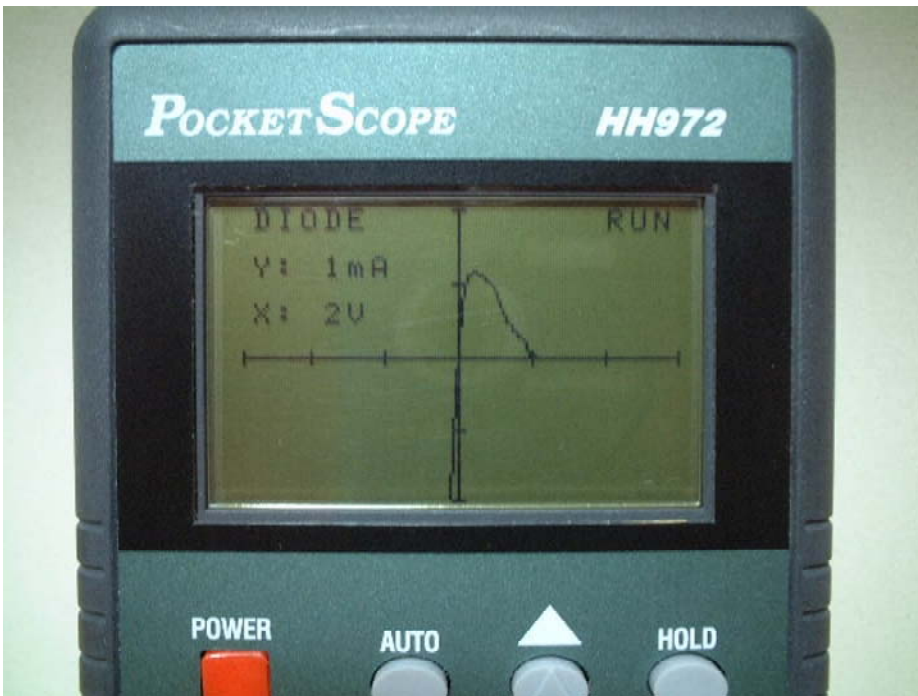 POCKETSCOPE HH972
DIODE RUN
Y: 1mA
X: 2V
POWER AUTO HOLD